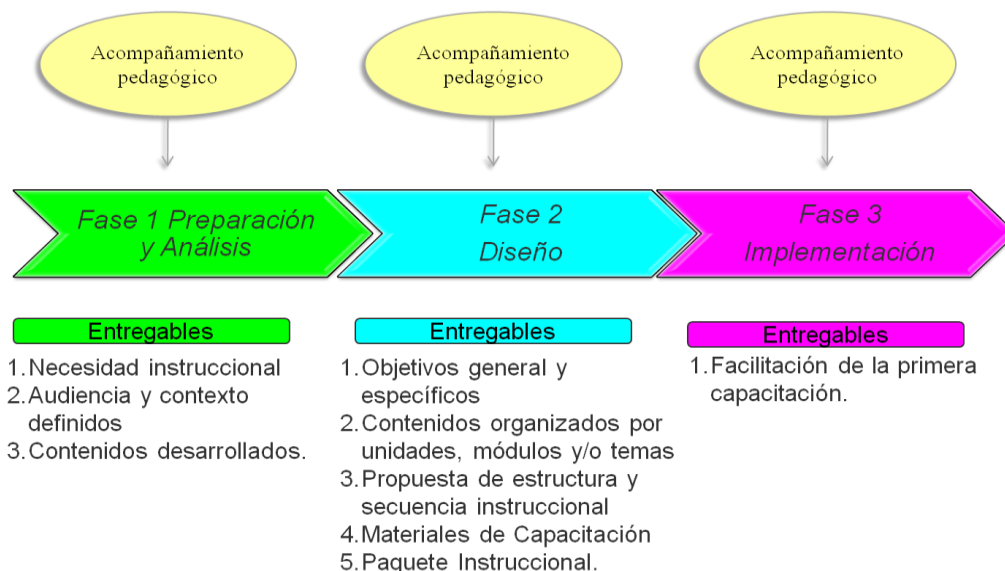 Acompañamiento
pedagógico
Acompañamiento
pedagógico
Acompañamiento
pedagógico
Fase 1 Preparación
y Análisis
Fase 2
Diseño
Fase 3
Implementación
Entregables
1.Necesidad instruccional
2.Audiencia y contexto
definidos
3.Contenidos desarrollados.
Entregables
1.Objetivos general y
específicos
2.Contenidos organizados por
unidades, módulos y/o temas
3.Propuesta de estructura y
secuencia instruccional
4.Materiales de Capacitación
5.Paquete Instruccional.
Entregables
1.Facilitación de la primera
capacitación.